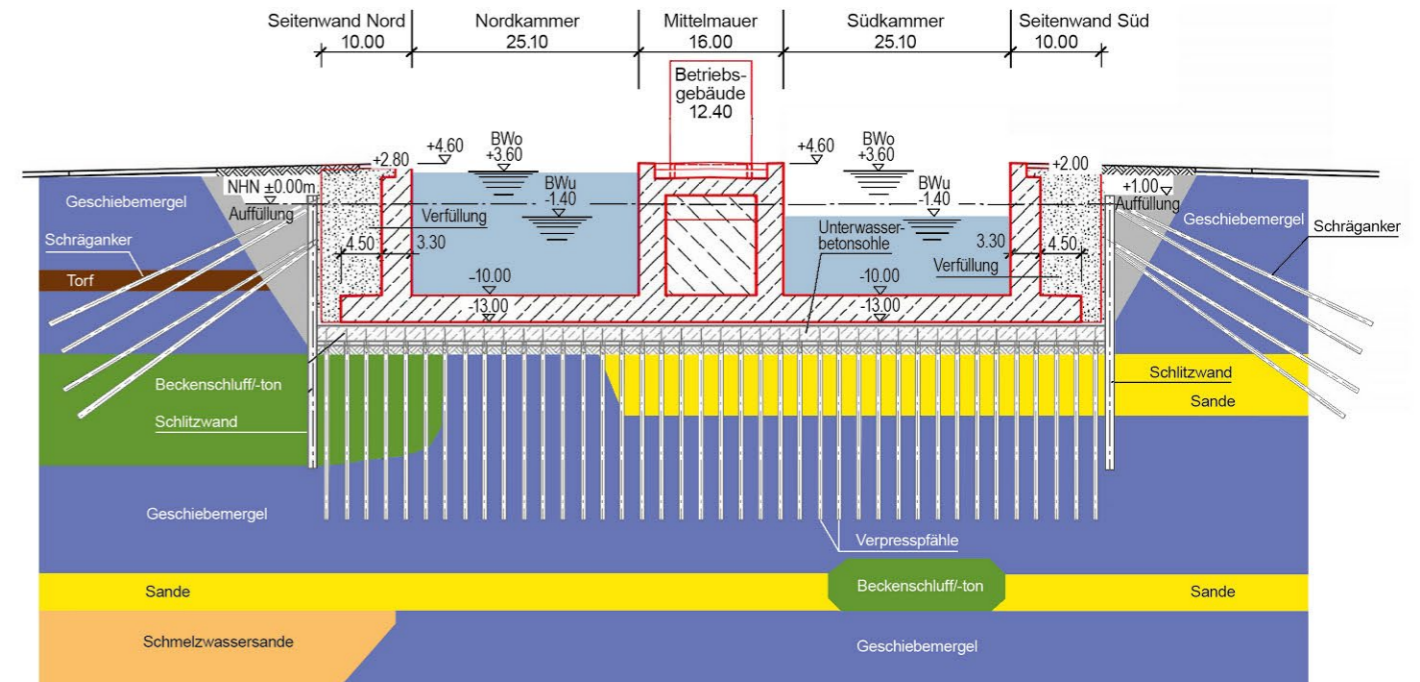 Seitenwand Nord
10.00
Nordkammer
25.10
Mittelmauer
16.00
Südkammer
25.10
Seitenwand Süd
10.00
Betriebs-
gebäude
12.40
+2.80
+4.60
BWo
+3.60
+4.60
BWo
+3.60
+2.00
NHN ±0.00m
BWu
-1.40
BWu
-1.40
+1.00
Geschiebemergel
Auffüllung
Verfüllung
Unterwasser-
betonsohle
Auffüllung
Geschiebemergel
Schräganker
4.50
3.30
3.30
4.50
Schräganker
Verfüllung
Torf
-10.00
-10.00
-13.00
-13.00
Beckenschluff/-ton
Schlitzwand
Schlitzwand
Sande
Geschiebemergel
Verpresspfähle
Sande
Beckenschluff/-ton
Sande
Schmelzwassersande
Geschiebemergel